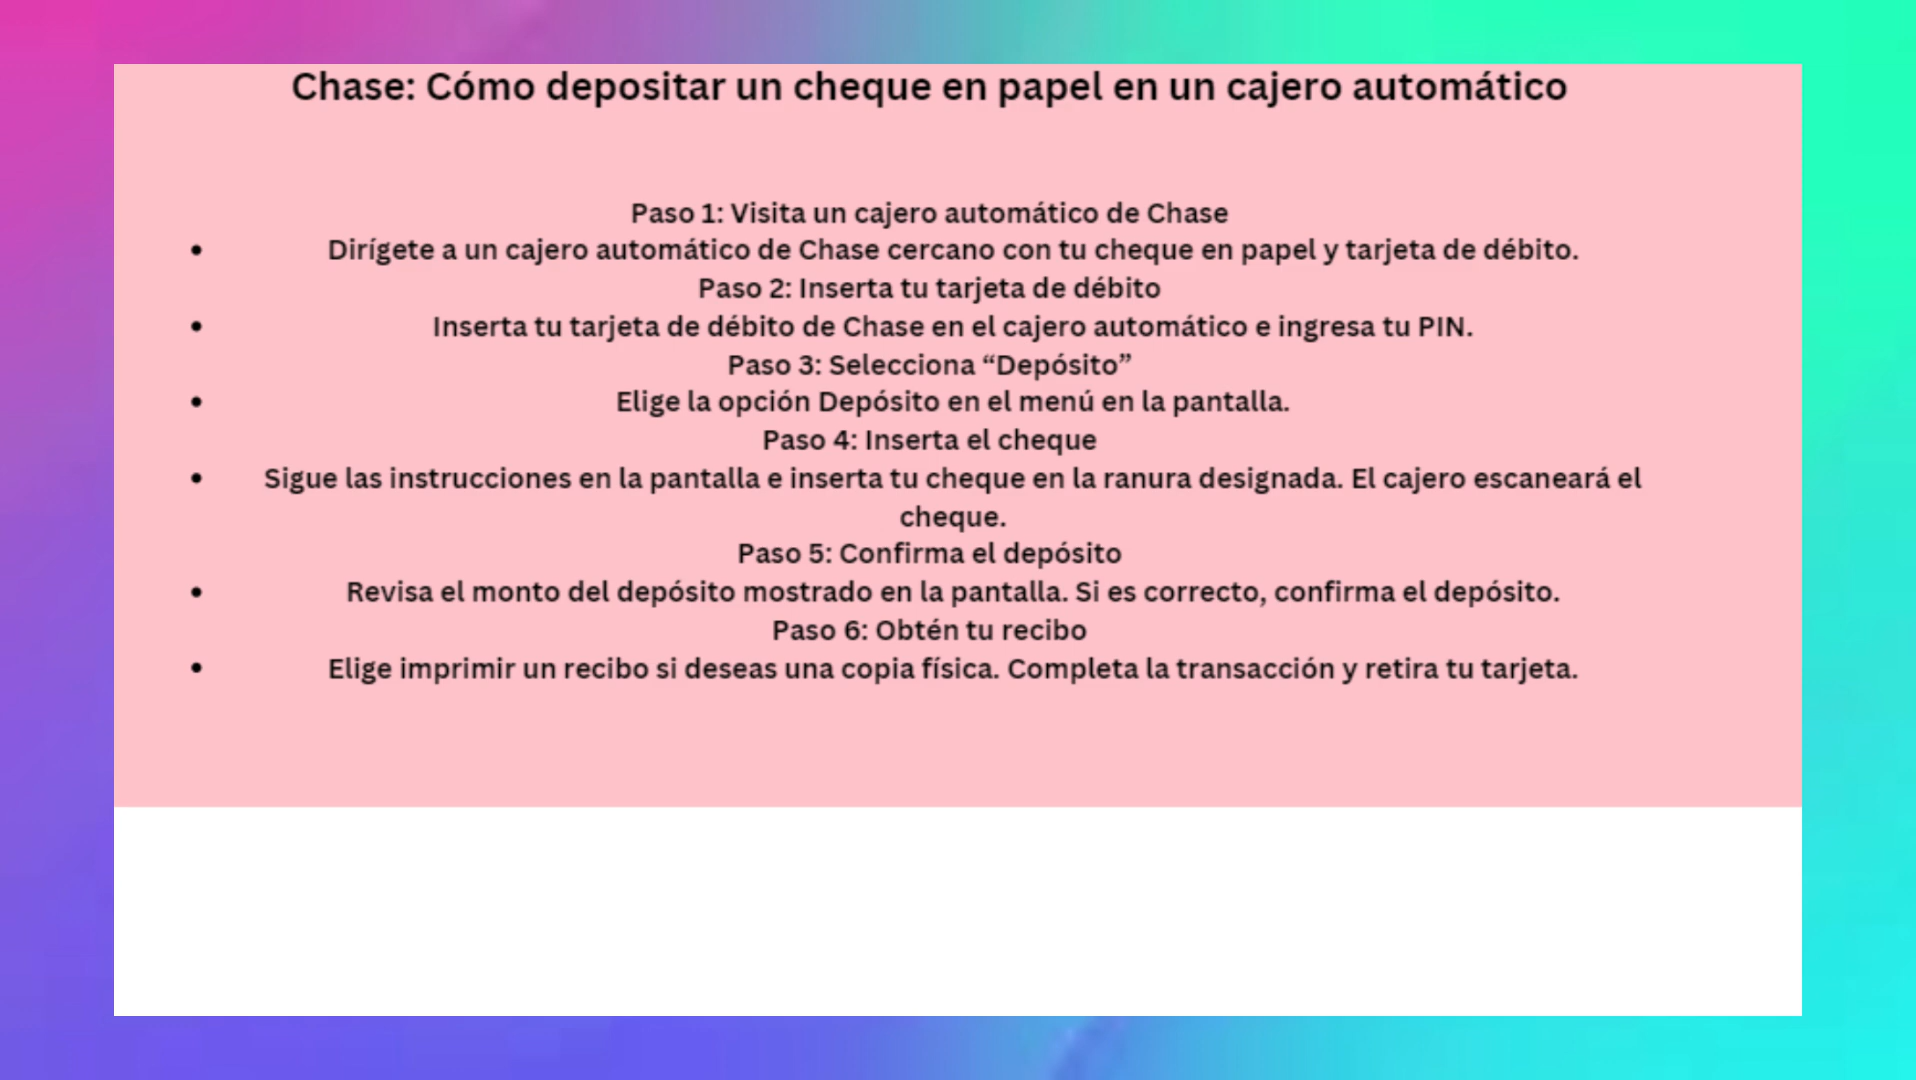 Chase: Cómo depositar un cheque en papel en un cajero automático
Paso 1: Visita un cajero automático de Chase
• Dirígete a un cajero automático de Chase cercano con tu cheque en papel y tarjeta de débito.
Paso 2: Inserta tu tarjeta de débito
• Inserta tu tarjeta de débito de Chase en el cajero automático e ingresa tu PIN.
Paso 3: Selecciona “Depósito”
• Elige la opción Depósito en el menú en la pantalla.
Paso 4: Inserta el cheque
• Sigue las instrucciones en la pantalla e inserta tu cheque en la ranura designada. El cajero escaneará el
cheque.
Paso 5: Confirma el depósito
• Revisa el monto del depósito mostrado en la pantalla. Si es correcto, confirma el depósito.
Paso 6: Obtén tu recibo
• Elige imprimir un recibo si deseas una copia física. Completa la transacción y retira tu tarjeta.